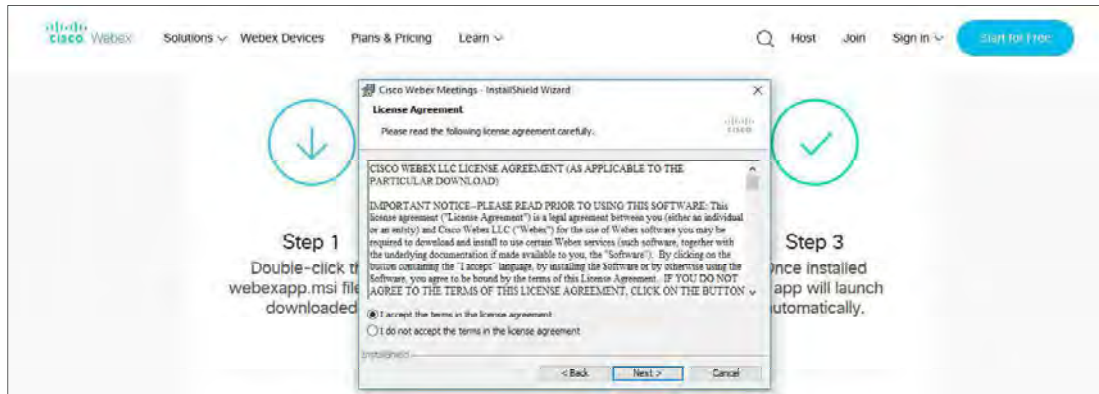 cisco Webex Solutions Webex Devices Plans & Pricing Learn Host Join Sign in Start for Free
Cisco Webex Meetings - InstallShield Wizard
License Agreement
Please read the following license agreement carefully.
cisco
CISCO WEBEX LLC LICENSE AGREEMENT (AS APPLICABLE TO THE
PARTICULAR DOWNLOAD)
IMPORTANT NOTICE--PLEASE READ PRIOR TO USING THIS SOFTWARE: This
license agreement ("License Agreement") is a legal agreement between you (either an individual
or an entity) and Cisco Webex LLC ("Webex") for the use of Webex software you may be
required to download and install to use certain Webex services (such software, together with
the underlying documentation if made available to you, the "Software"). By clicking on the
button containing the "I accept" language, by installing the Software or by otherwise using the
Software, you agree to be bound by the terms of this License Agreement. IF YOU DO NOT
AGREE TO THE TERMS OF THIS LICENSE AGREEMENT, CLICK ON THE BUTTON
I accept the terms in the license agreement
I do not accept the terms in the license agreement
InstallShield
< Back Next > Cancel
Step 1
Double-click th
webexapp.msi file
downloaded
Step 3
Once installed
app will launch
automatically.